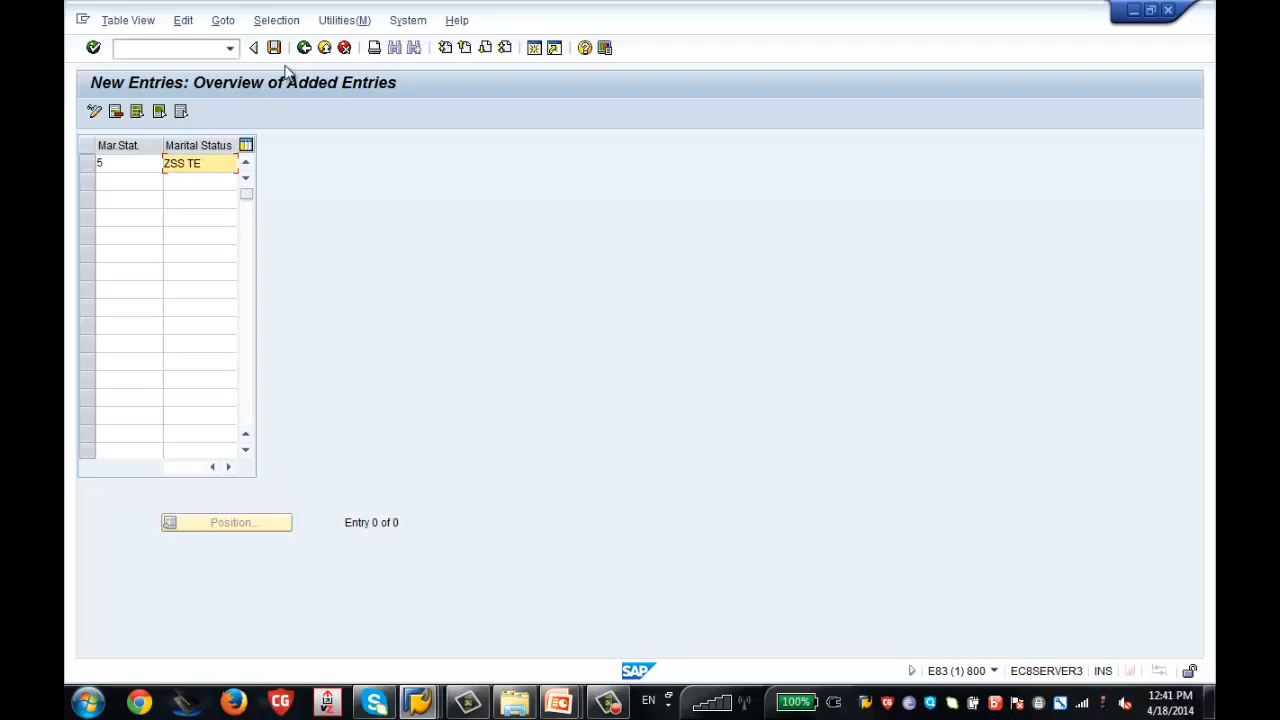 Table View Edit Goto Selection Utilities(M) System Help
New Entries: Overview of Added Entries
Mar.Stat. Marital Status
5 ZSS TE
Position... Entry 0 of 0
SAP E83 (1) 800 EC8SERVER3 INS
CG EN 100% 12:41 PM
4/18/2014